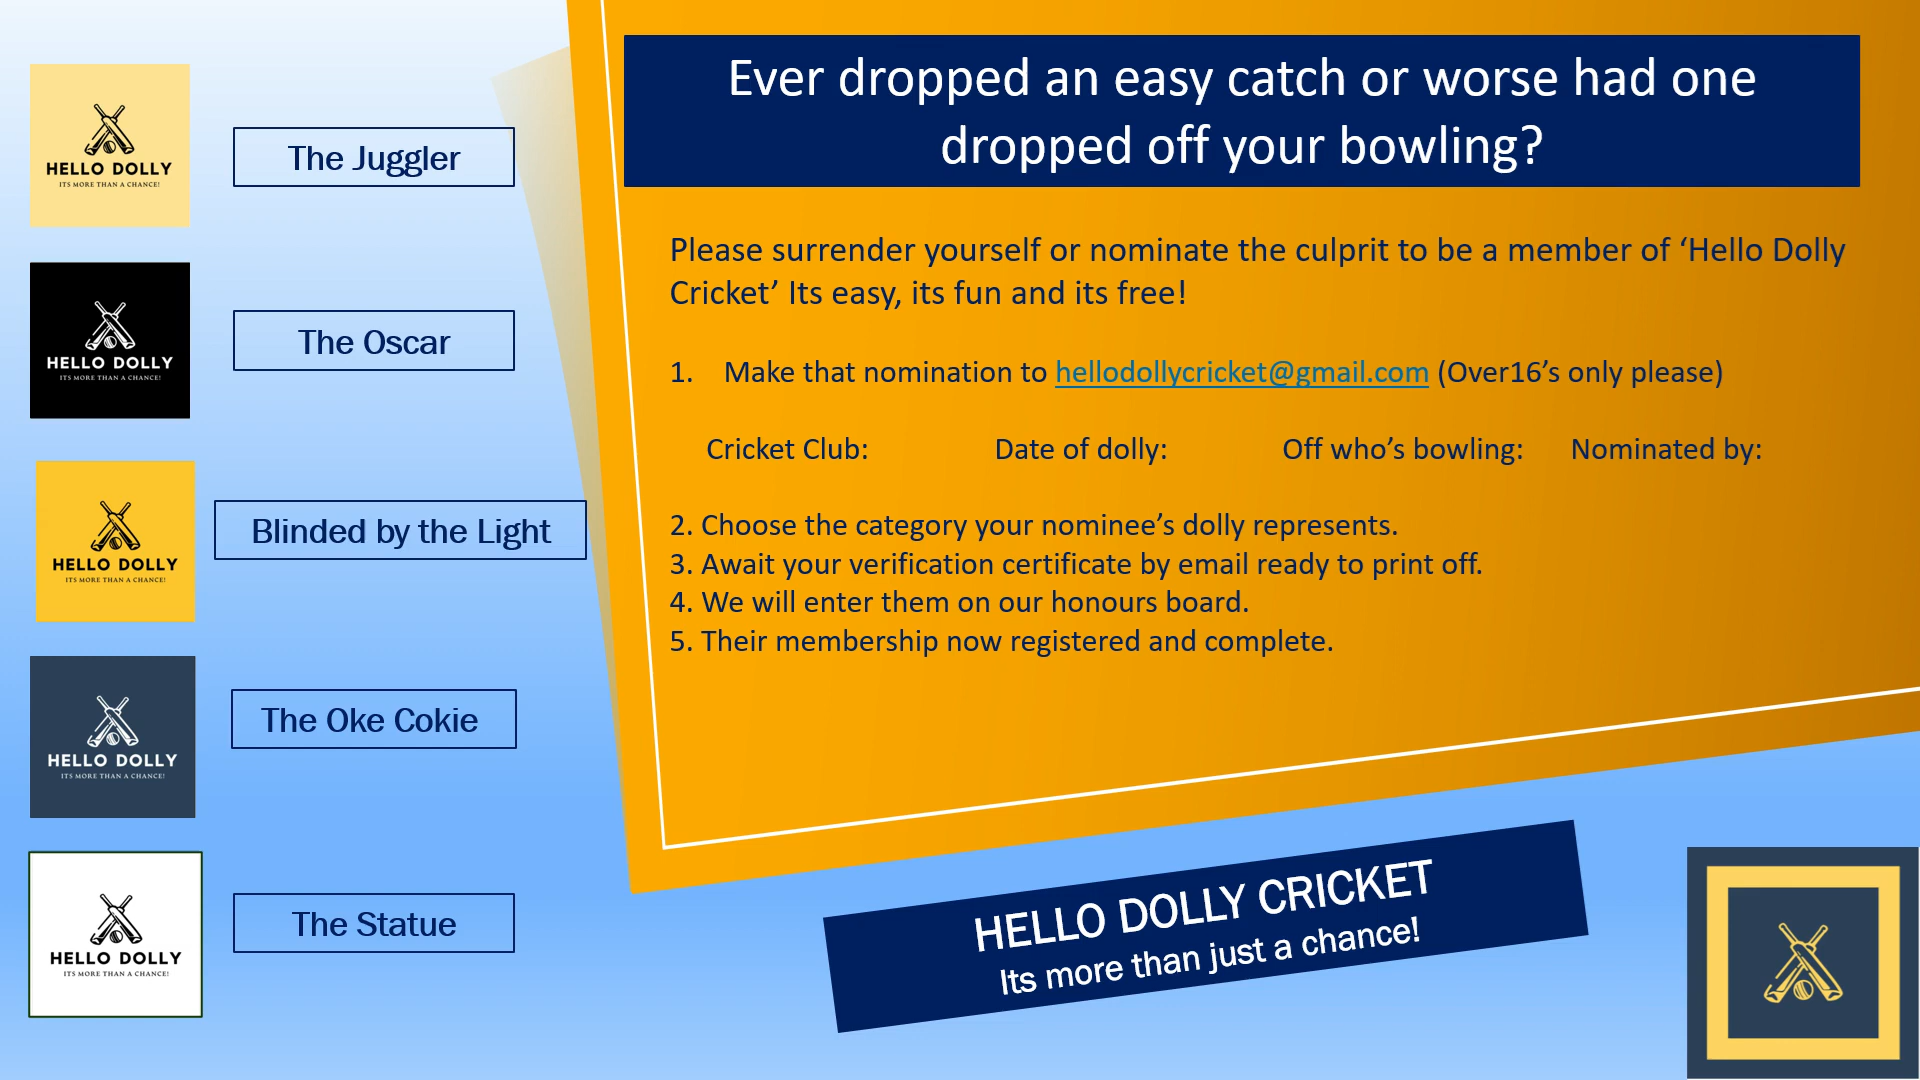 HELLO DOLLY
ITS MORE THAN A CHANCE!
The Juggler
HELLO DOLLY
ITS MORE THAN A CHANCE!
The Oscar
HELLO DOLLY
ITS MORE THAN A CHANCE!
Blinded by the Light
HELLO DOLLY
ITS MORE THAN A CHANCE!
The Oke Cokie
HELLO DOLLY
ITS MORE THAN A CHANCE!
The Statue
Ever dropped an easy catch or worse had one
dropped off your bowling?
Please surrender yourself or nominate the culprit to be a member of ‘Hello Dolly
Cricket’ Its easy, its fun and its free!
1. Make that nomination to hellodollycricket@gmail.com (Over16’s only please)
Cricket Club: Date of dolly: Off who’s bowling: Nominated by:
2. Choose the category your nominee’s dolly represents.
3. Await your verification certificate by email ready to print off.
4. We will enter them on our honours board.
5. Their membership now registered and complete.
HELLO DOLLY CRICKET
Its more than just a chance!